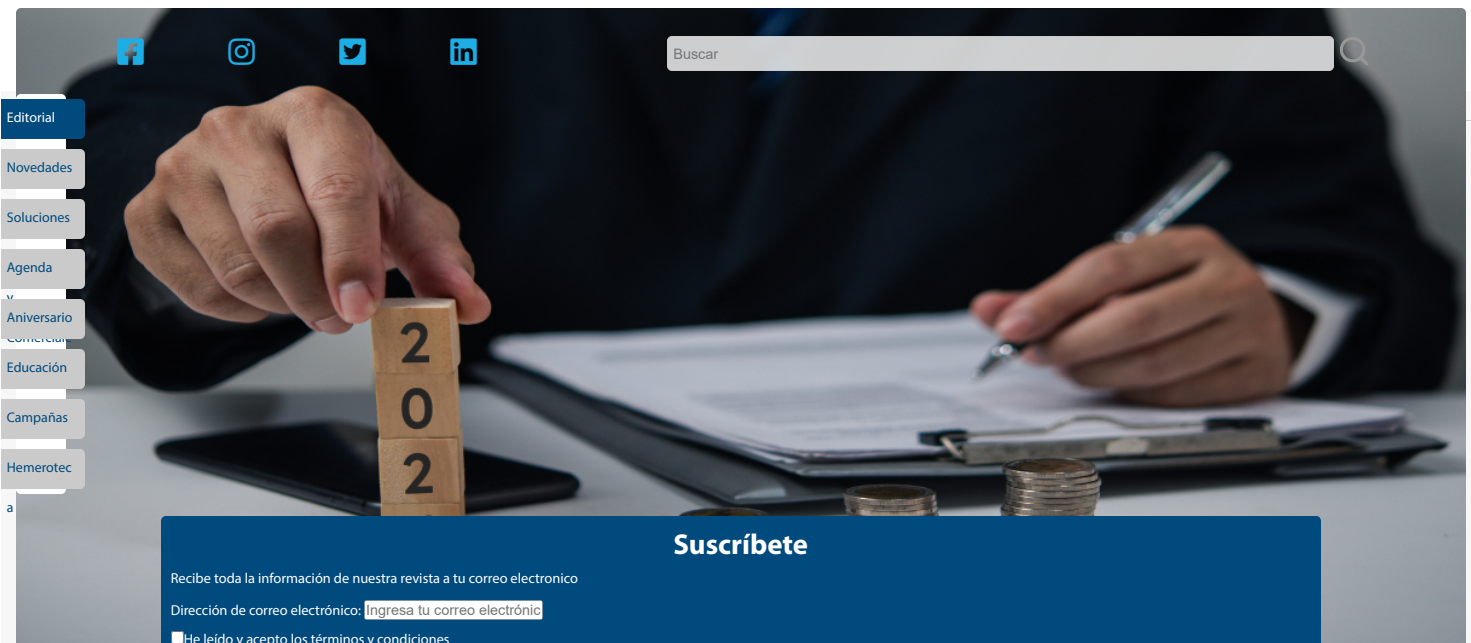 Buscar
Editorial
Novedades
Soluciones
Agenda
y
Aniversario
Comercial
Educación
Campañas
Hemerotec
a
2
0
2
Suscríbete
Recibe toda la información de nuestra revista a tu correo electronico
Dirección de correo electrónico: Ingresa tu correo electrónic
He leído y acepto los términos y condiciones